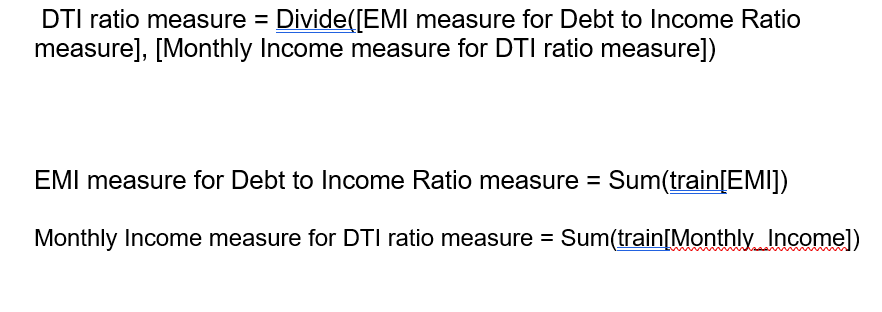 DTI ratio measure = Divide([EMI measure for Debt to Income Ratio
measure], [Monthly Income measure for DTI ratio measure])
EMI measure for Debt to Income Ratio measure = Sum(train[EMI])
Monthly Income measure for DTI ratio measure = Sum(train[Monthly_Income])